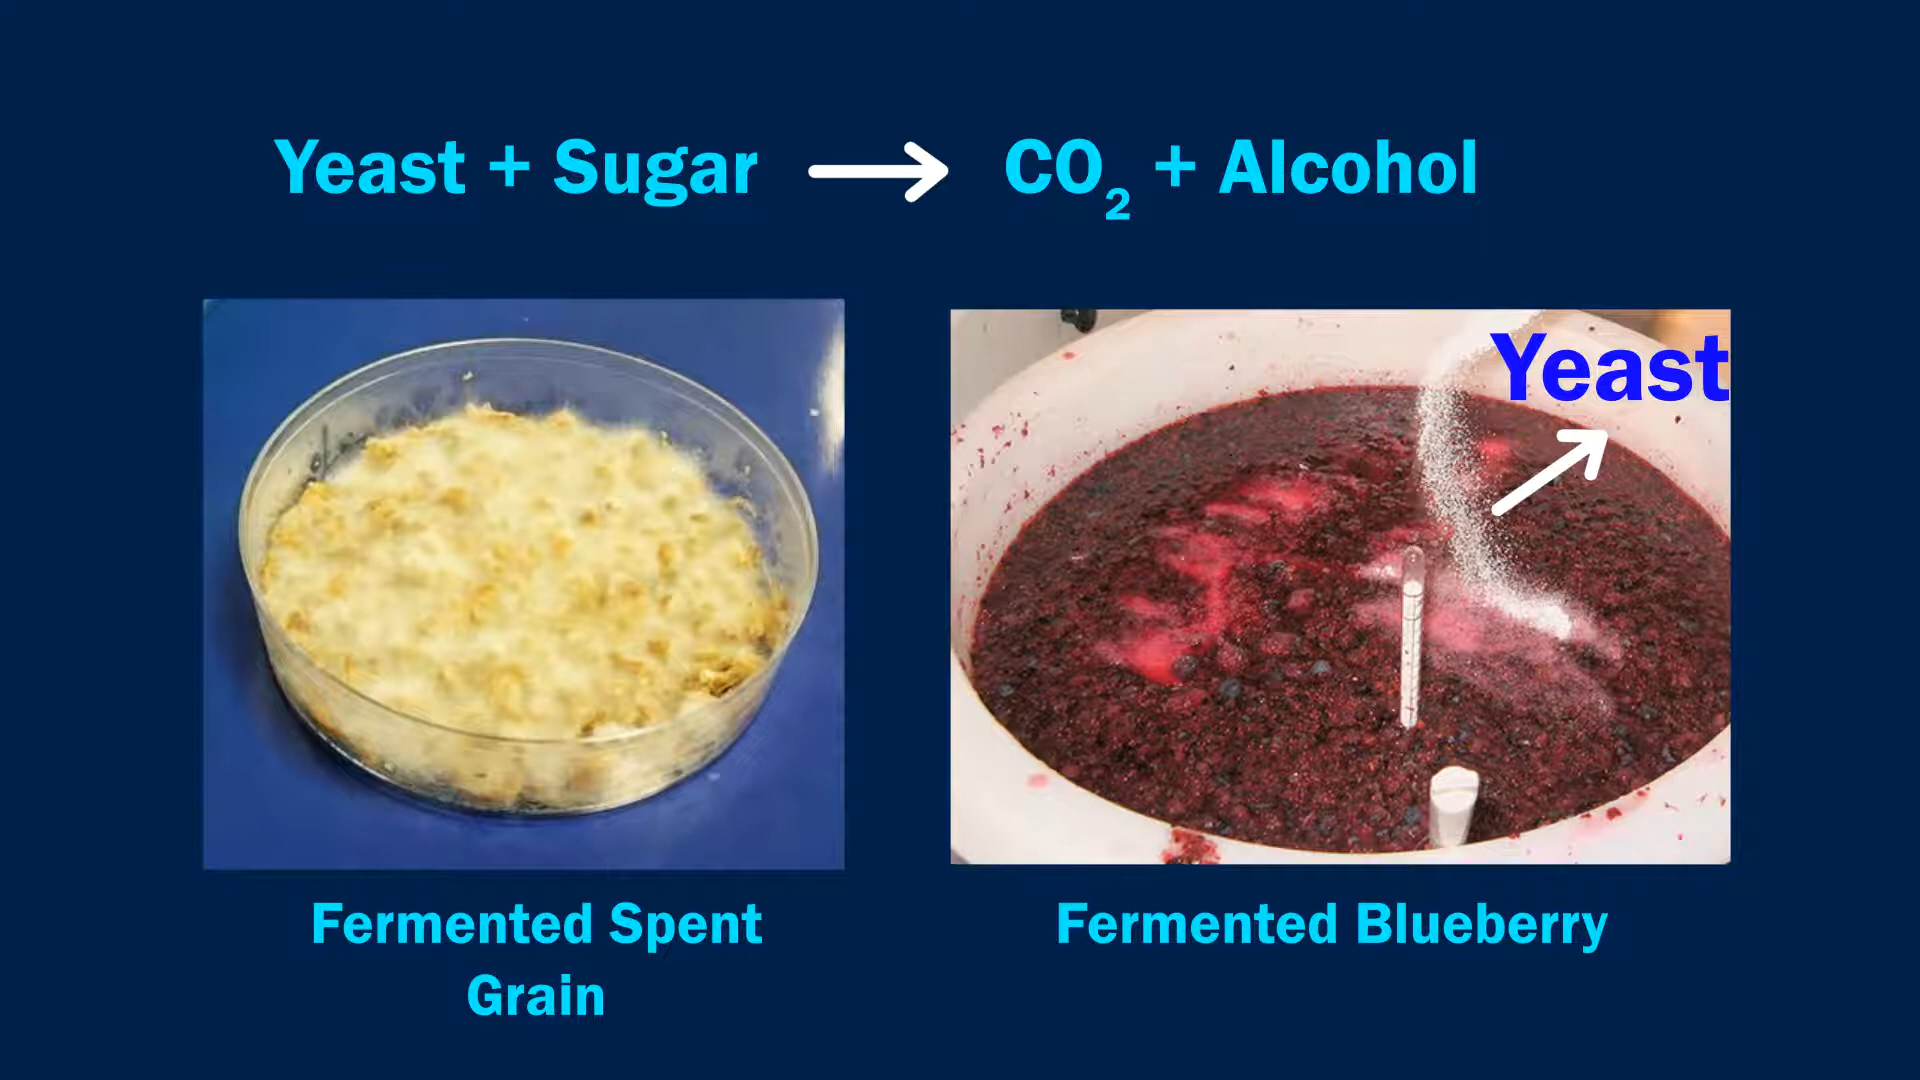 Yeast + Sugar → CO₂ + Alcohol
Yeast
Fermented Spent
Grain
Fermented Blueberry